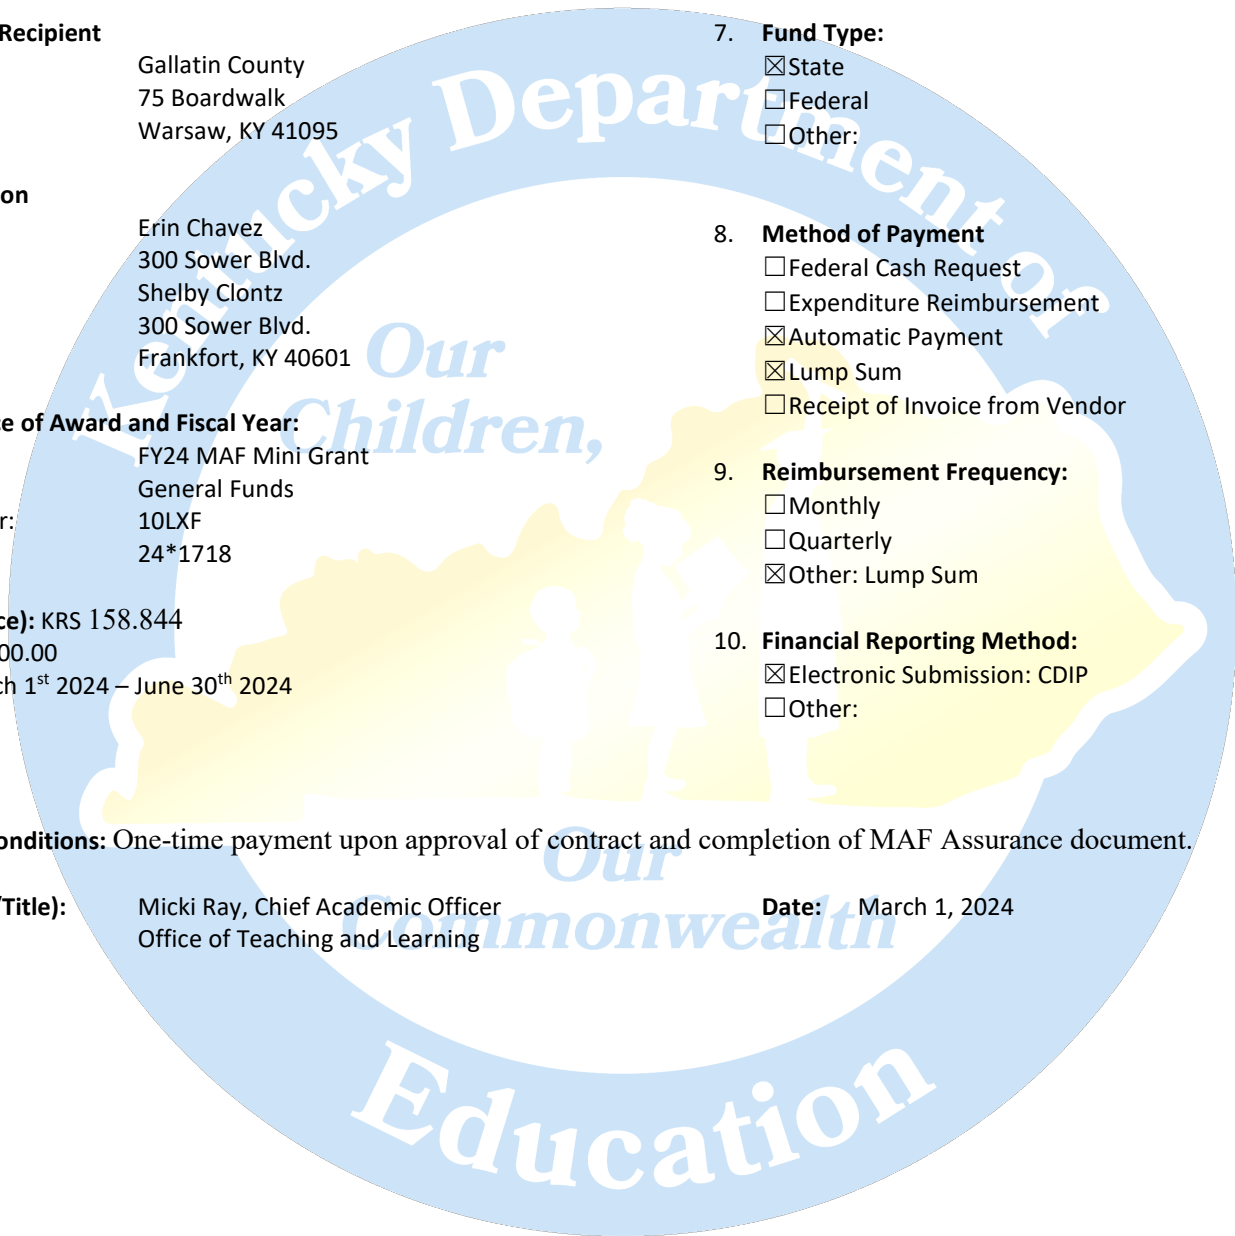 Recipient
Gallatin County
75 Boardwalk
Warsaw, KY 41095
on
Erin Chavez
300 Sower Blvd.
Shelby Clontz
300 Sower Blvd.
Frankfort, KY 40601
ce of Award and Fiscal Year:
FY24 MAF Mini Grant
General Funds
r: 10LXF
24*1718
ce): KRS 158.844
00.00
ch 1st 2024 – June 30th 2024
7. Fund Type:
☒State
☐Federal
☐Other:
8. Method of Payment
☐Federal Cash Request
☐Expenditure Reimbursement
☒Automatic Payment
☒Lump Sum
☐Receipt of Invoice from Vendor
9. Reimbursement Frequency:
☐Monthly
☐Quarterly
☒Other: Lump Sum
10. Financial Reporting Method:
☒Electronic Submission: CDIP
☐Other:
onditions: One-time payment upon approval of contract and completion of MAF Assurance document.
/Title): Micki Ray, Chief Academic Officer Date: March 1, 2024
Office of Teaching and Learning
Kentucky Department of
Education
Our
Children,
Our
Commonwealth